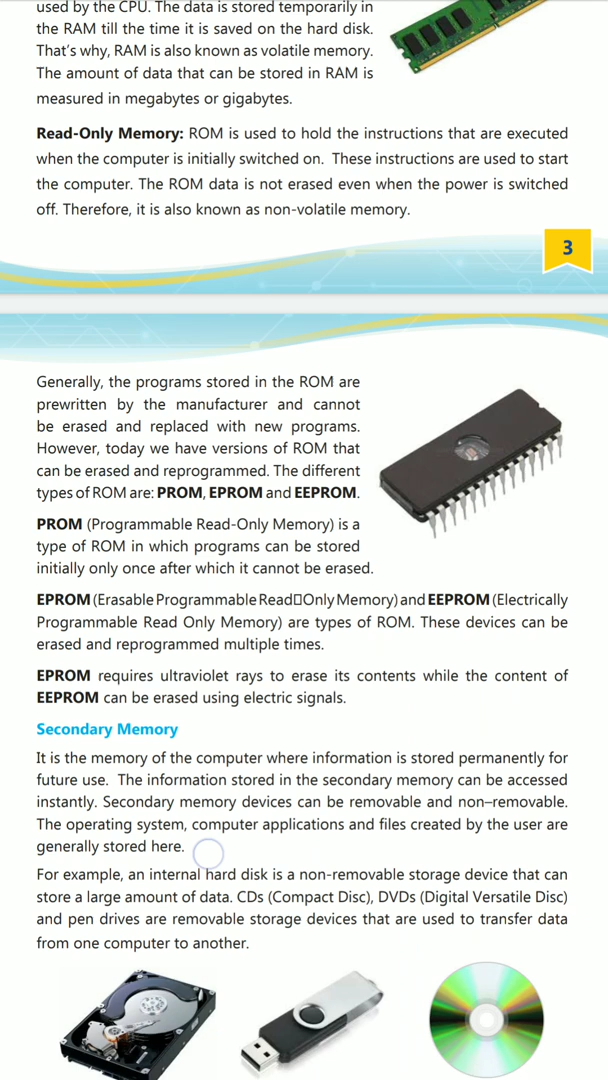 used by the CPU. The data is stored temporarily in
the RAM till the time it is saved on the hard disk.
That's why, RAM is also known as volatile memory.
The amount of data that can be stored in RAM is
measured in megabytes or gigabytes.
Read-Only Memory: ROM is used to hold the instructions that are executed
when the computer is initially switched on. These instructions are used to start
the computer. The ROM data is not erased even when the power is switched
off. Therefore, it is also known as non-volatile memory.
3
Generally, the programs stored in the ROM are
prewritten by the manufacturer and cannot
be erased and replaced with new programs.
However, today we have versions of ROM that
can be erased and reprogrammed. The different
types of ROM are: PROM, EPROM and EEPROM.
PROM (Programmable Read-Only Memory) is a
type of ROM in which programs can be stored
initially only once after which it cannot be erased.
EPROM (Erasable Programmable Read□Only Memory) and EEPROM (Electrically
Programmable Read Only Memory) are types of ROM. These devices can be
erased and reprogrammed multiple times.
EPROM requires ultraviolet rays to erase its contents while the content of
EEPROM can be erased using electric signals.
Secondary Memory
It is the memory of the computer where information is stored permanently for
future use. The information stored in the secondary memory can be accessed
instantly. Secondary memory devices can be removable and non–removable.
The operating system, computer applications and files created by the user are
generally stored here.
For example, an internal hard disk is a non-removable storage device that can
store a large amount of data. CDs (Compact Disc), DVDs (Digital Versatile Disc)
and pen drives are removable storage devices that are used to transfer data
from one computer to another.